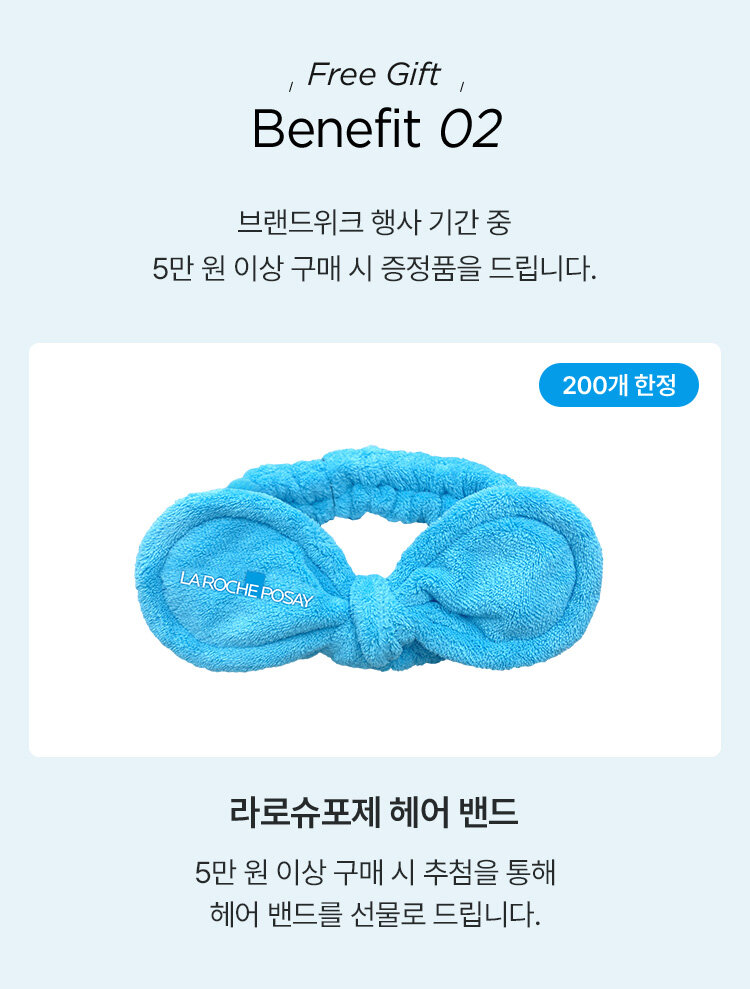 Free Gift
Benefit 02
브랜드위크 행사 기간 중
5만 원 이상 구매 시 증정품을 드립니다.
200개 한정
LA ROCHE POSAY
라로슈포제 헤어 밴드
5만 원 이상 구매 시 추첨을 통해
헤어 밴드를 선물로 드립니다.